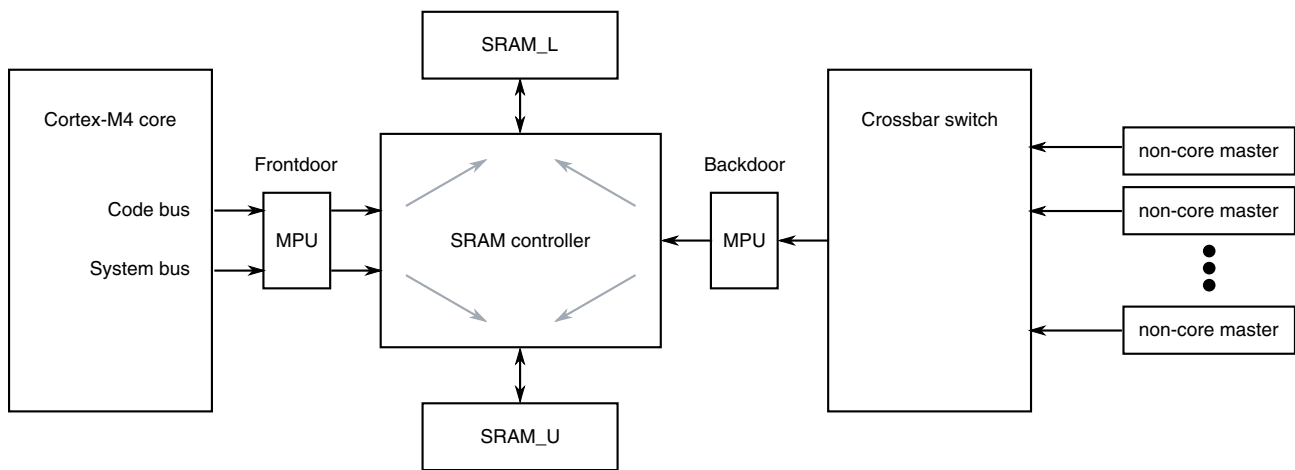 SRAM_L
Cortex-M4 core
Crossbar switch
non-core master
Frontdoor
Backdoor
Code bus
non-core master
MPU
SRAM controller
MPU
System bus
non-core master
SRAM_U